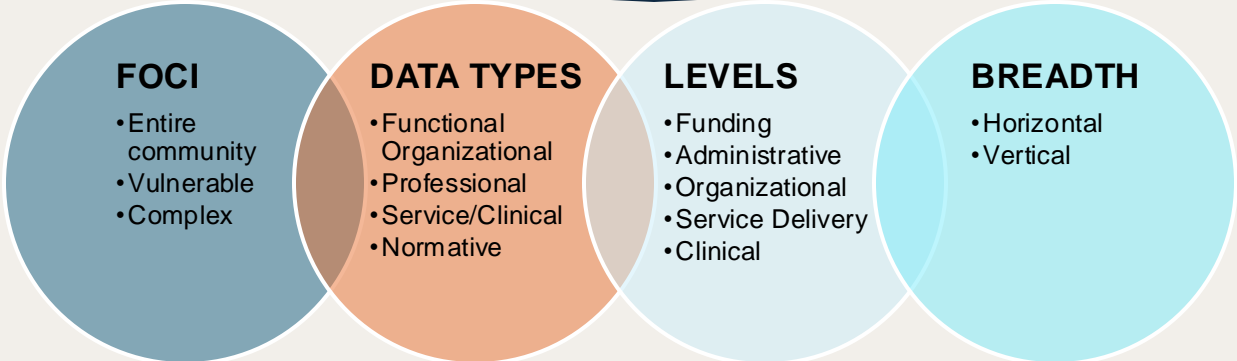 FOCI
•Entire
community
•Vulnerable
•Complex
DATA TYPES
•Functional
Organizational
•Professional
•Service/Clinical
•Normative
LEVELS
•Funding
•Administrative
•Organizational
•Service Delivery
•Clinical
BREADTH
•Horizontal
•Vertical